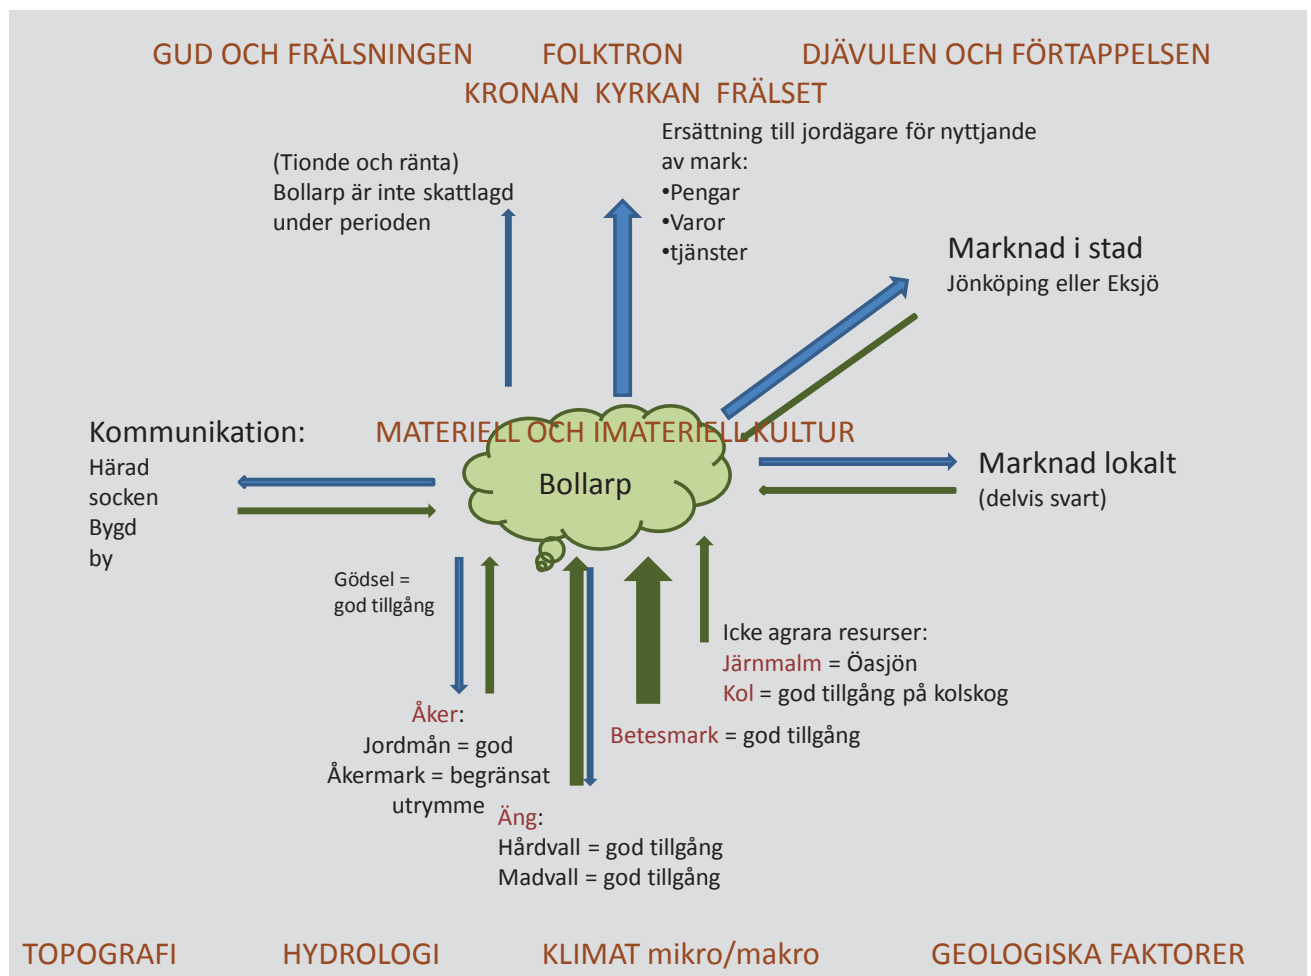 GUD OCH FRÄLSNINGEN FOLKTRON DJÄVULEN OCH FÖRTAPPELSEN
KRONAN KYRKAN FRÄLSET
(Tionde och ränta)
Bollarp är inte skattlagd
under perioden
Ersättning till jordägare för nyttjande
av mark:
•Pengar
•Varor
•tjänster
Marknad i stad
Jönköping eller Eksjö
Kommunikation:
Härad
socken
Bygd
by
MATERIELL OCH IMATERIELL KULTUR
Bollarp
Marknad lokalt
(delvis svart)
Gödsel =
god tillgång
Icke agrara resurser:
Järnmalm = Öasjön
Kol = god tillgång på kolskog
Åker:
Jordmån = god
Åkermark = begränsat
utrymme
Betesmark = god tillgång
Äng:
Hårdvall = god tillgång
Madvall = god tillgång
TOPOGRAFI HYDROLOGI KLIMAT mikro/makro GEOLOGISKA FAKTORER